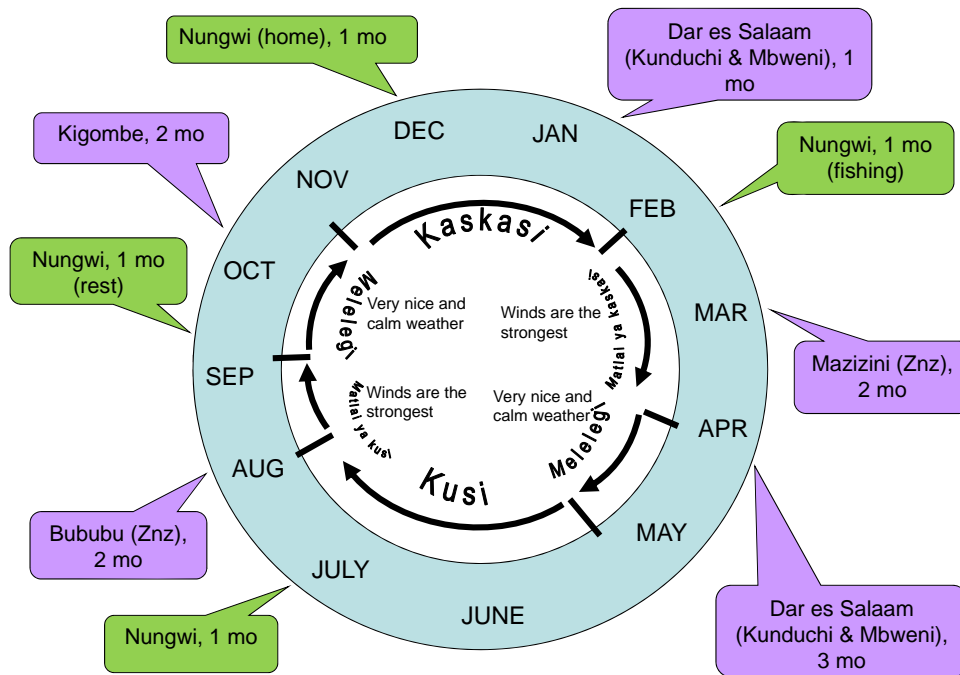 Nungwi (home), 1 mo
Dar es Salaam
(Kunduchi & Mbweni), 1
mo
Kigombe, 2 mo
Nungwi, 1 mo
(fishing)
Nungwi, 1 mo
(rest)
Mazizini (Znz),
2 mo
Bububu (Znz),
2 mo
Nungwi, 1 mo
Dar es Salaam
(Kunduchi & Mbweni),
3 mo
JAN
FEB
MAR
APR
MAY
JUNE
JULY
AUG
SEP
OCT
NOV
DEC
Kaskasi
Matlai ya kaskasi
Winds are the
strongest
Melelegi
Very nice and
calm weather
Kusi
Matlai ya kusi
Winds are the
strongest
Melelegi
Very nice and
calm weather